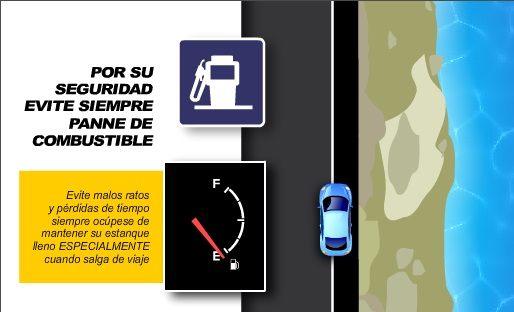 POR SU
SEGURIDAD
EVITE SIEMPRE
PANNE DE
COMBUSTIBLE
Evite malos ratos
y pérdidas de tiempo
siempre ocúpese de
mantener su estanque
lleno ESPECIALMENTE
cuando salga de viaje
F
E